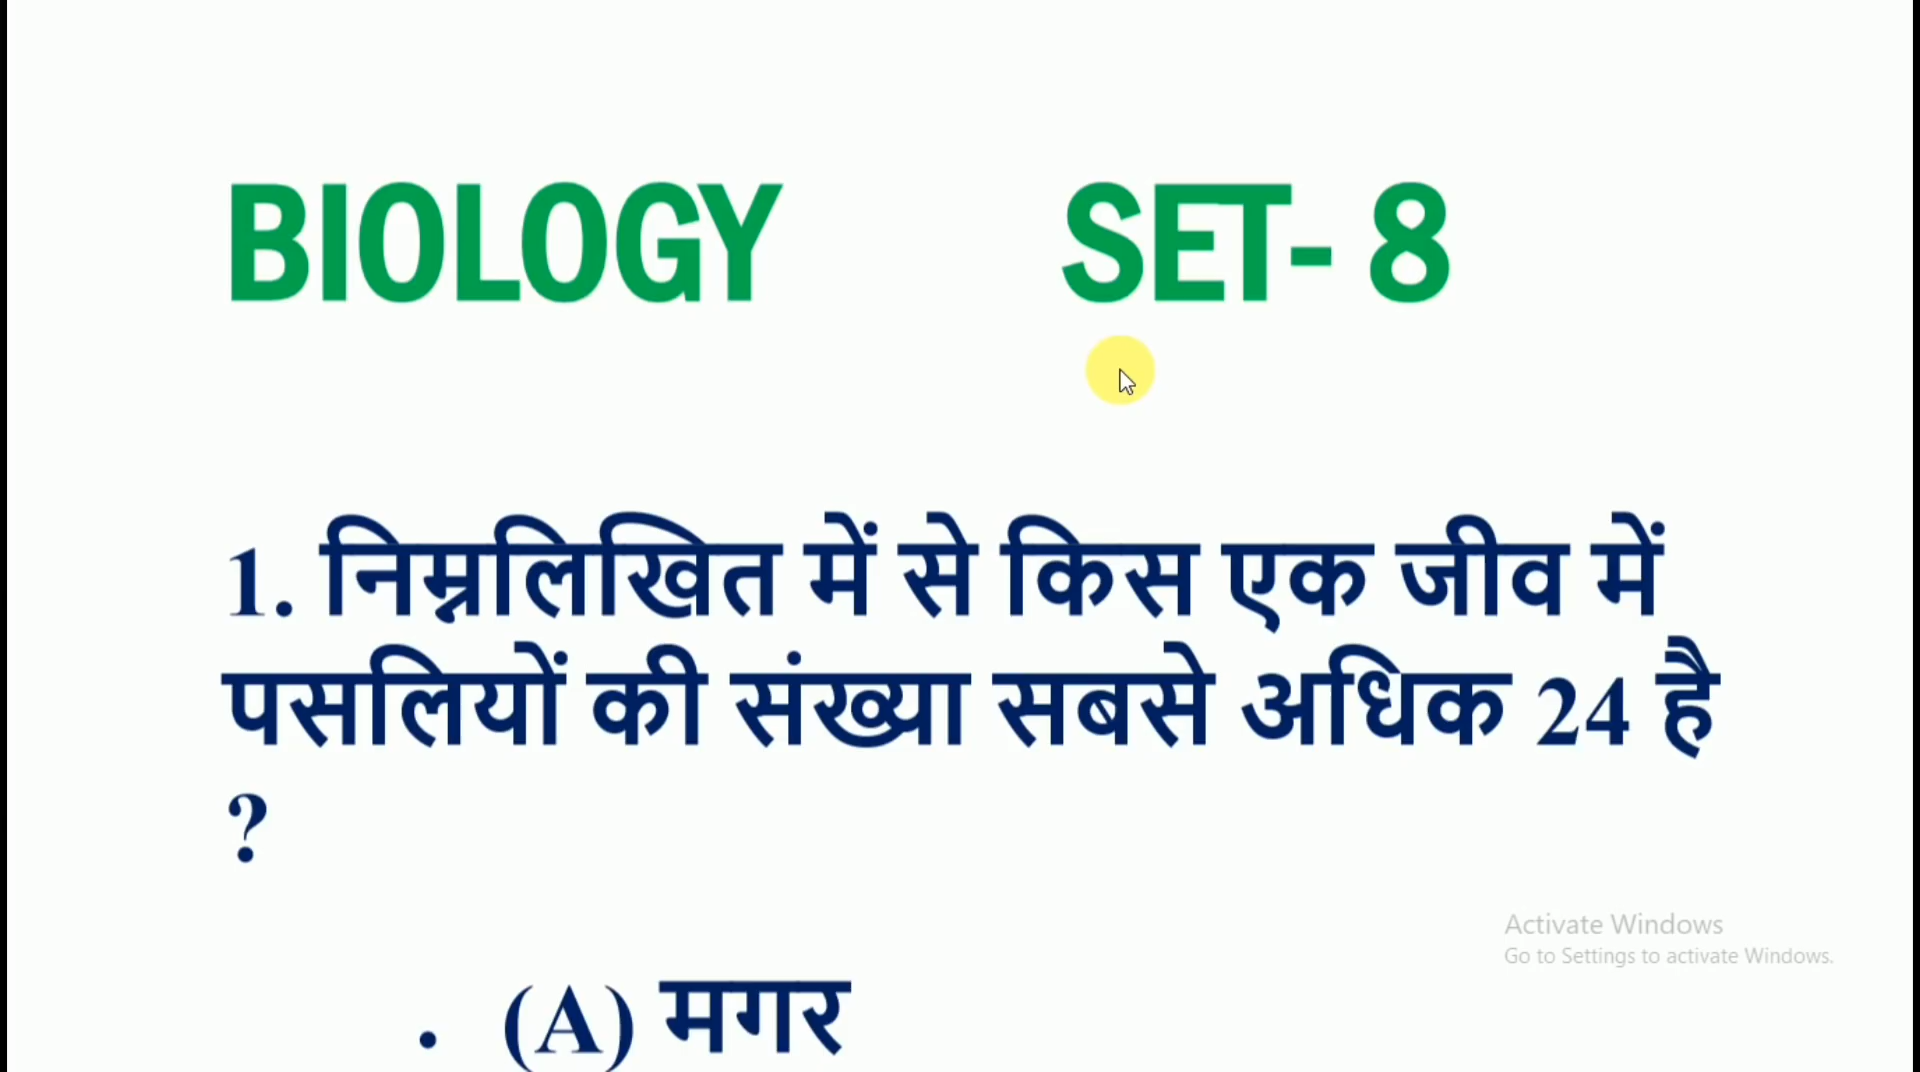 BIOLOGY SET- 8
1. निम्नलिखित में से किस एक जीव में
पसलियों की संख्या सबसे अधिक 24 है
?
Activate Windows
Go to Settings to activate Windows.
• (A) मगर